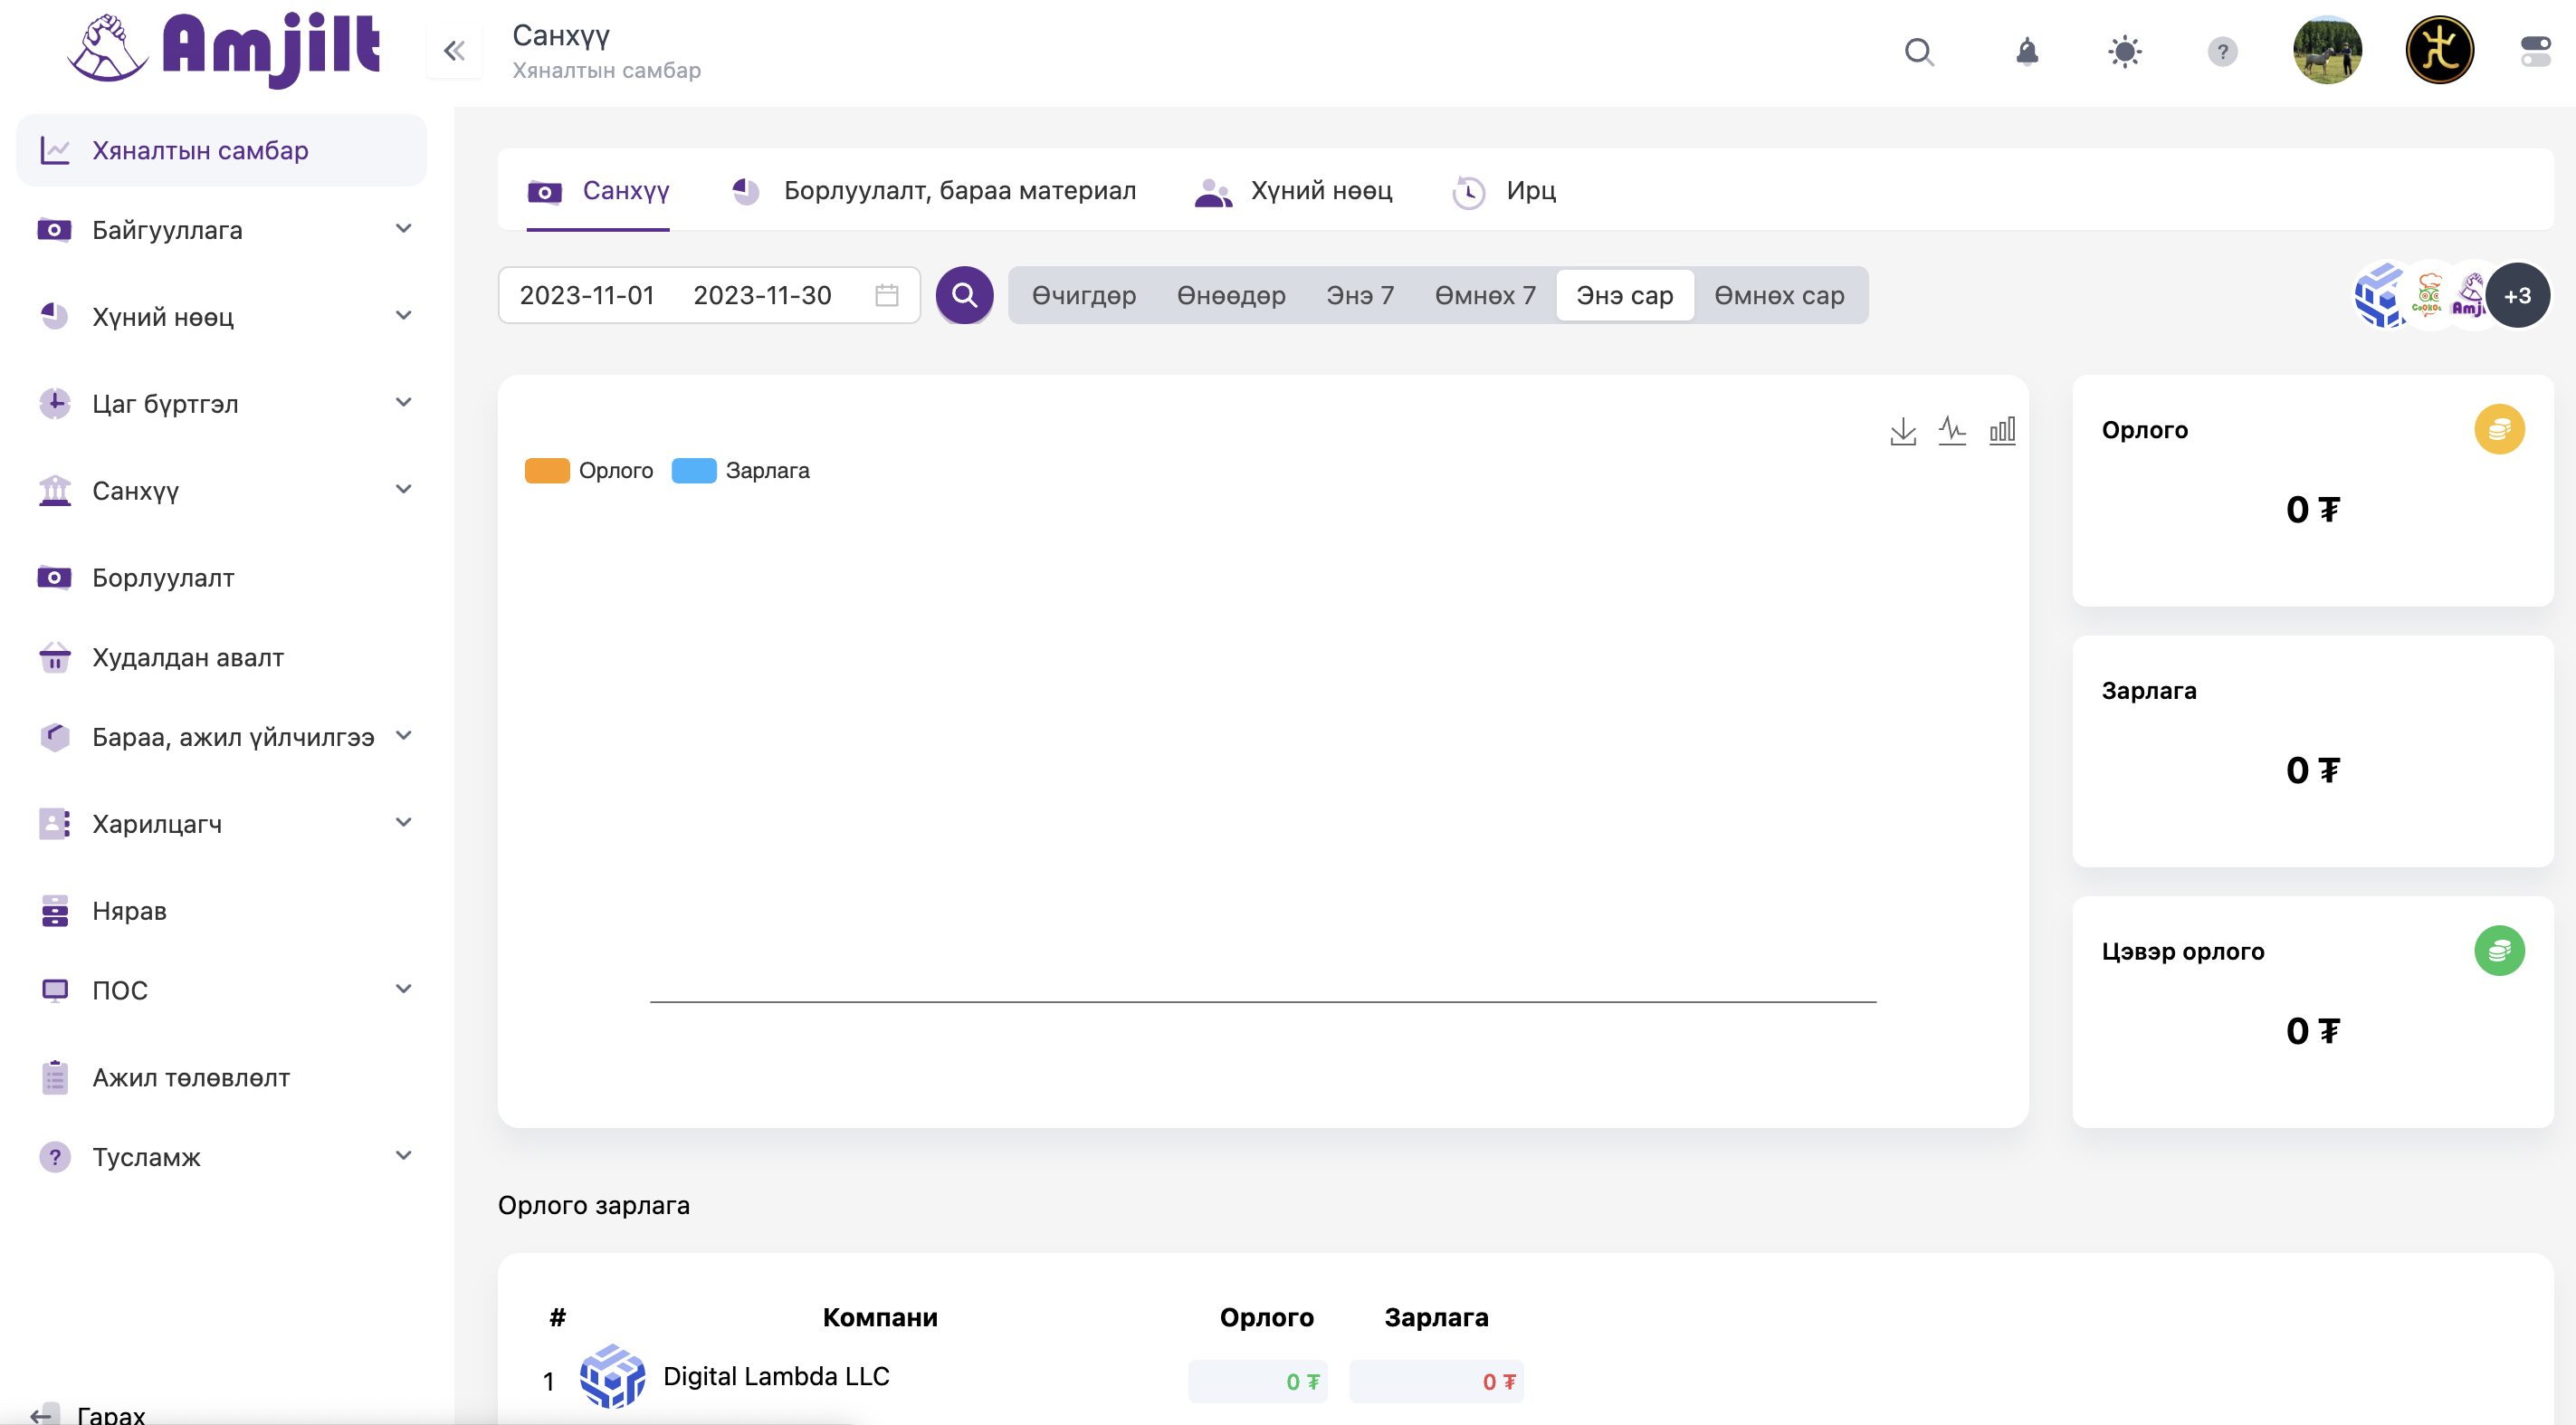 Amjilt
Санхүү
Хяналтын самбар
?
Хяналтын самбар
Байгууллага
Хүний нөөц
Цаг бүртгэл
Санхүү
Борлуулалт
Худалдан авалт
Бараа, ажил үйлчилгээ
Харилцагч
Нярав
ПОС
Ажил төлөвлөлт
? Тусламж
Гарах
Санхүү
Борлуулалт, бараа материал
Хүний нөөц
Ирц
2023-11-01 2023-11-30
Өчигдөр Өнөөдөр Энэ 7 Өмнөх 7 Энэ сар Өмнөх сар
+3
Орлого Зарлага
Орлого
0 ₮
Зарлага
0 ₮
Цэвэр орлого
0 ₮
Орлого зарлага
# Компани Орлого Зарлага
1 Digital Lambda LLC 0 ₮ 0 ₮